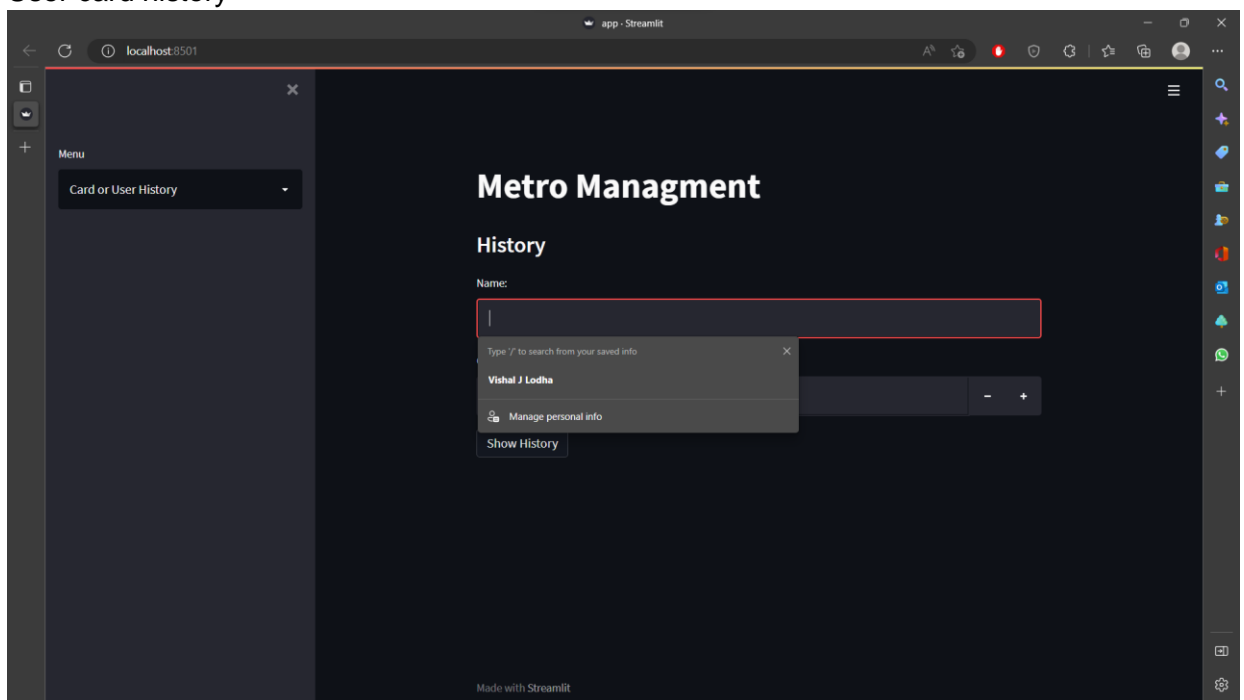 User card history
app - Streamlit
localhost:8501
Menu
Card or User History
Metro Managment
History
Name:
Type '/' to search from your saved info
Vishal J Lodha
Manage personal info
Show History
Made with Streamlit